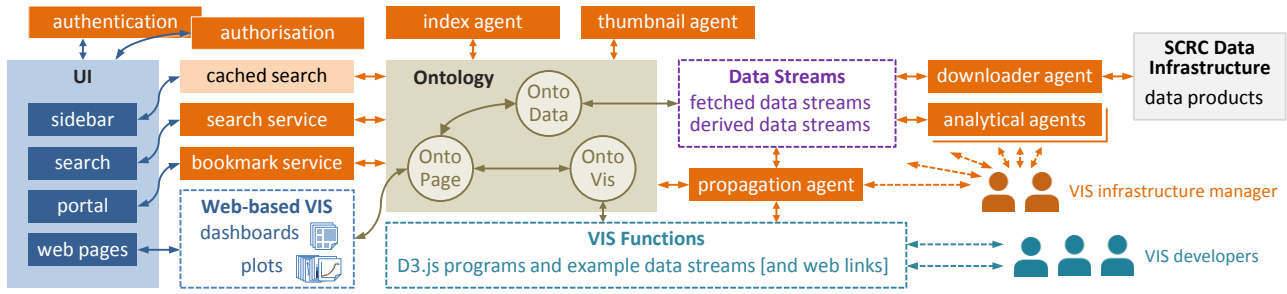 authentication
authorisation
index agent
thumbnail agent
UI
sidebar
search
portal
web pages
cached search
search service
bookmark service
Web-based VIS
dashboards
plots
Ontology
Onto
Data
Onto
Page
Onto
Vis
Data Streams
fetched data streams
derived data streams
downloader agent
analytical agents
propagation agent
SCRC Data
Infrastructure
data products
VIS infrastructure manager
VIS Functions
D3.js programs and example data streams [and web links]
VIS developers